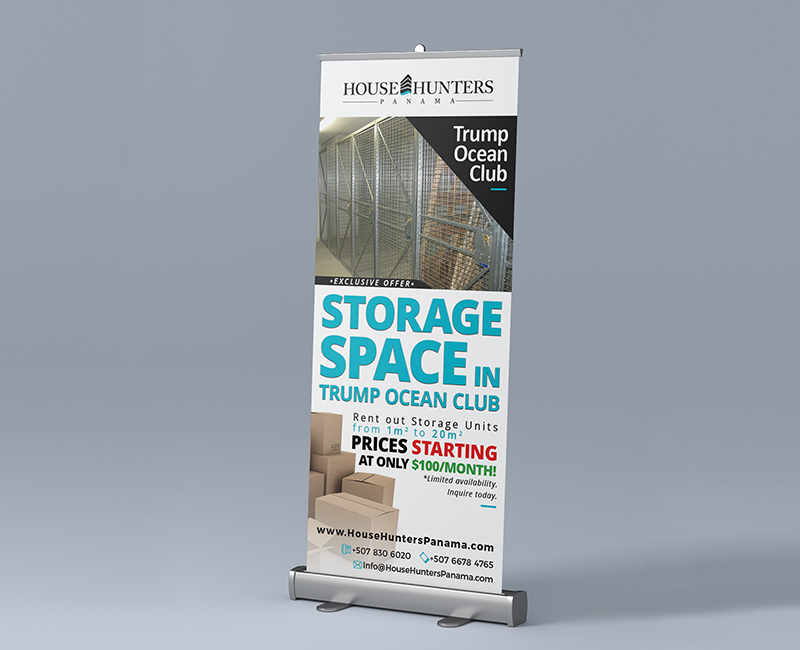 HOUSE HUNTERS
PANAMA
Trump
Ocean
Club
•EXCLUSIVE OFFER•
STORAGE
SPACE IN
TRUMP OCEAN CLUB
Rent out Storage Units
from 1m² to 20m²
PRICES STARTING
AT ONLY $100/MONTH!
*Limited availability.
Inquire today.
www.HouseHuntersPanama.com
+507 830 6020 +507 6678 4765
Info@HouseHuntersPanama.com